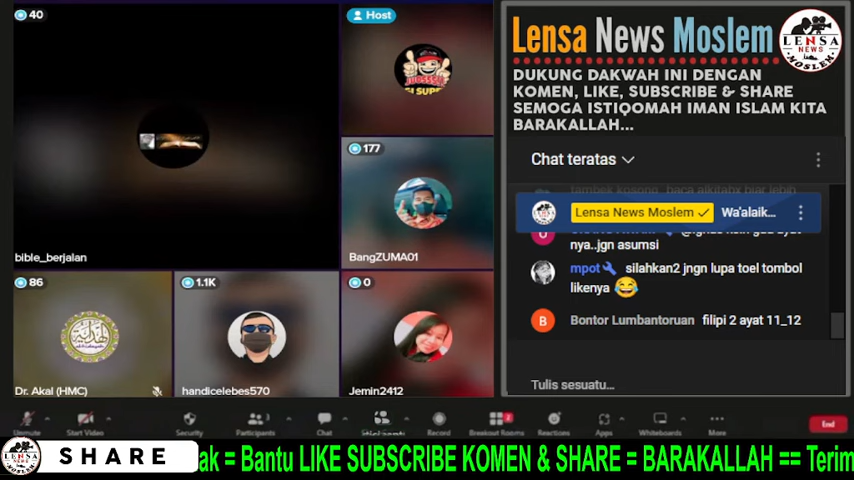 40
Host
Lensa News Moslem
LENSA
NEWS
MOSLEM
DUKUNG DAKWAH INI DENGAN
KOMEN, LIKE, SUBSCRIBE & SHARE
SEMOGA ISTIQOMAH IMAN ISLAM KITA
BARAKALLAH...
bible_berjalan
177
BangZUMA01
86
Dr. Akal (HMC)
1.1K
handicelebes570
0
Jemin2412
Chat teratas
Lensa News Moslem Wa'alaik...
nya..jgn asumsi
mpot silahkan2 jngn lupa toel tombol
likenya 😂
B Bontor Lumbantoruan filipi 2 ayat 11_12
Tulis sesuatu...
Unmute
Start Video
Security
Participants
Chat
Record
Breakout Rooms
Reactions
Apps
Whiteboards
More
End
SHARE
ak = Bantu LIKE SUBSCRIBE KOMEN & SHARE = BARAKALLAH == Terim